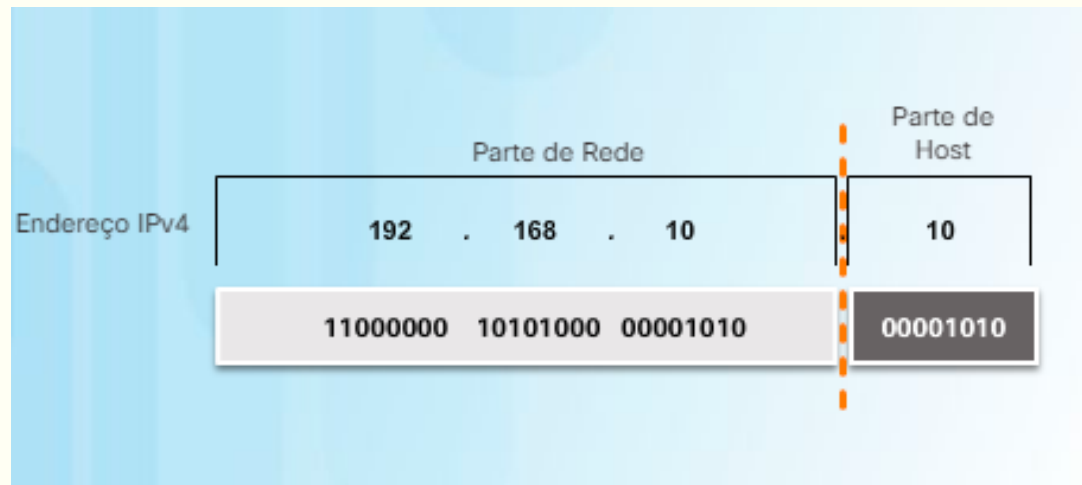 Parte de Rede
Parte de
Host
Endereço IPv4
192 . 168 . 10 . 10
11000000 10101000 00001010 00001010